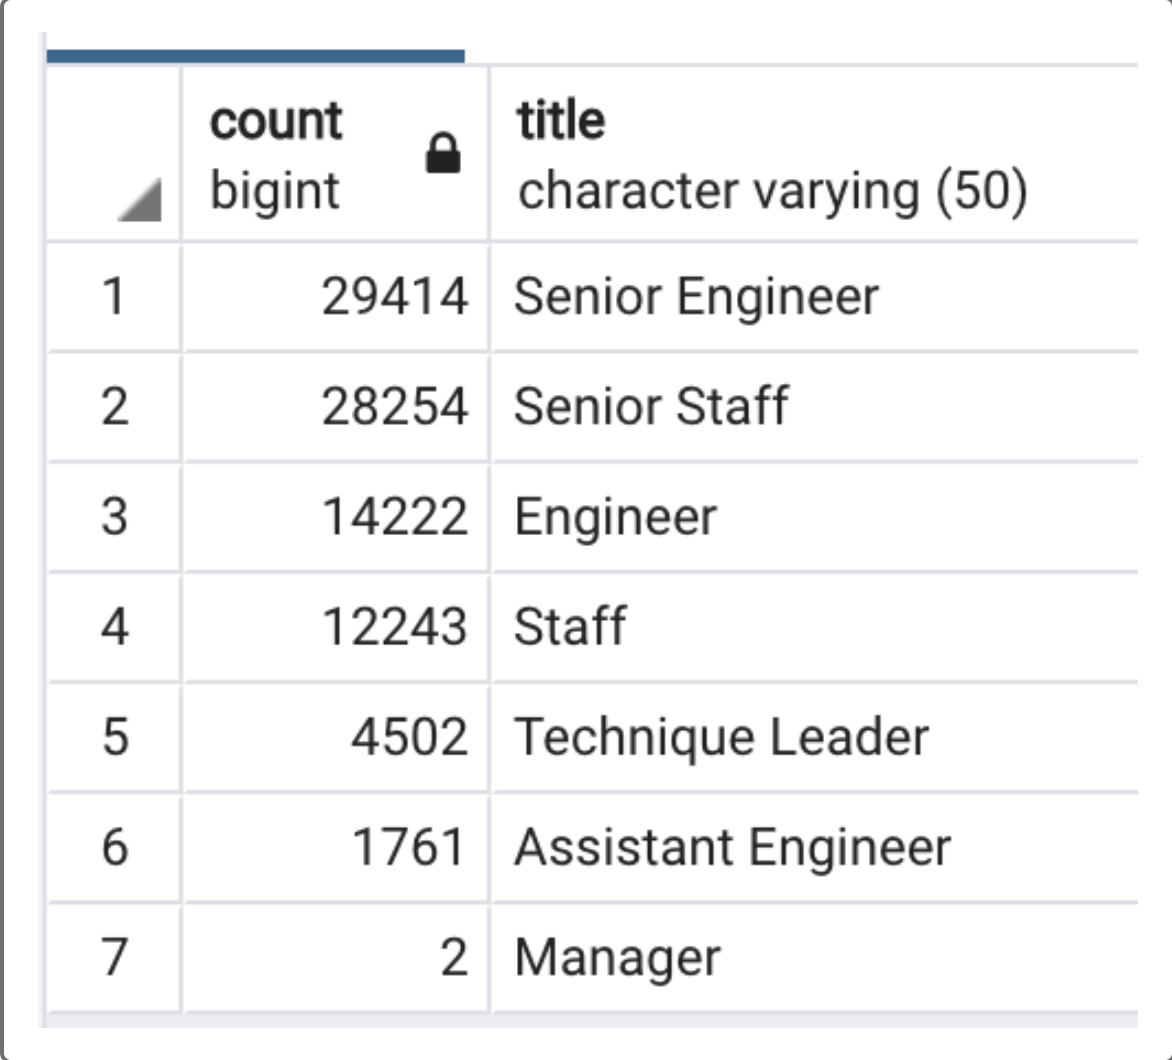 count title
bigint character varying (50)
1 29414 Senior Engineer
2 28254 Senior Staff
3 14222 Engineer
4 12243 Staff
5 4502 Technique Leader
6 1761 Assistant Engineer
7 2 Manager